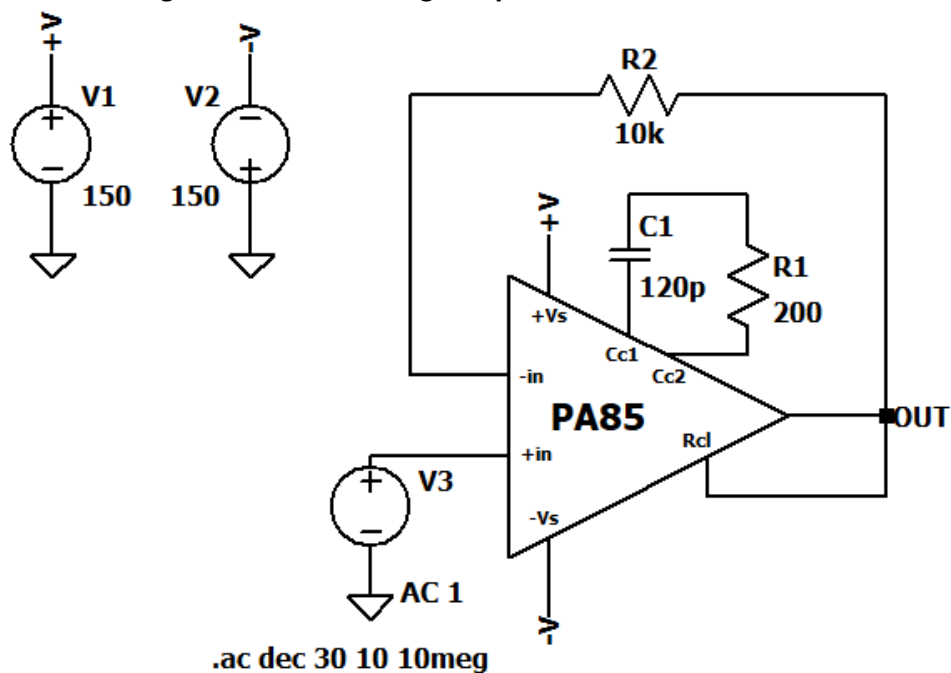 +V
V1
150
-V
V2
150
R2
10k
+V
C1
120p
R1
200
+Vs
Cc1
Cc2
-in
PA85
OUT
Rcl
+in
V3
-Vs
AC 1
-V
.ac dec 30 10 10meg